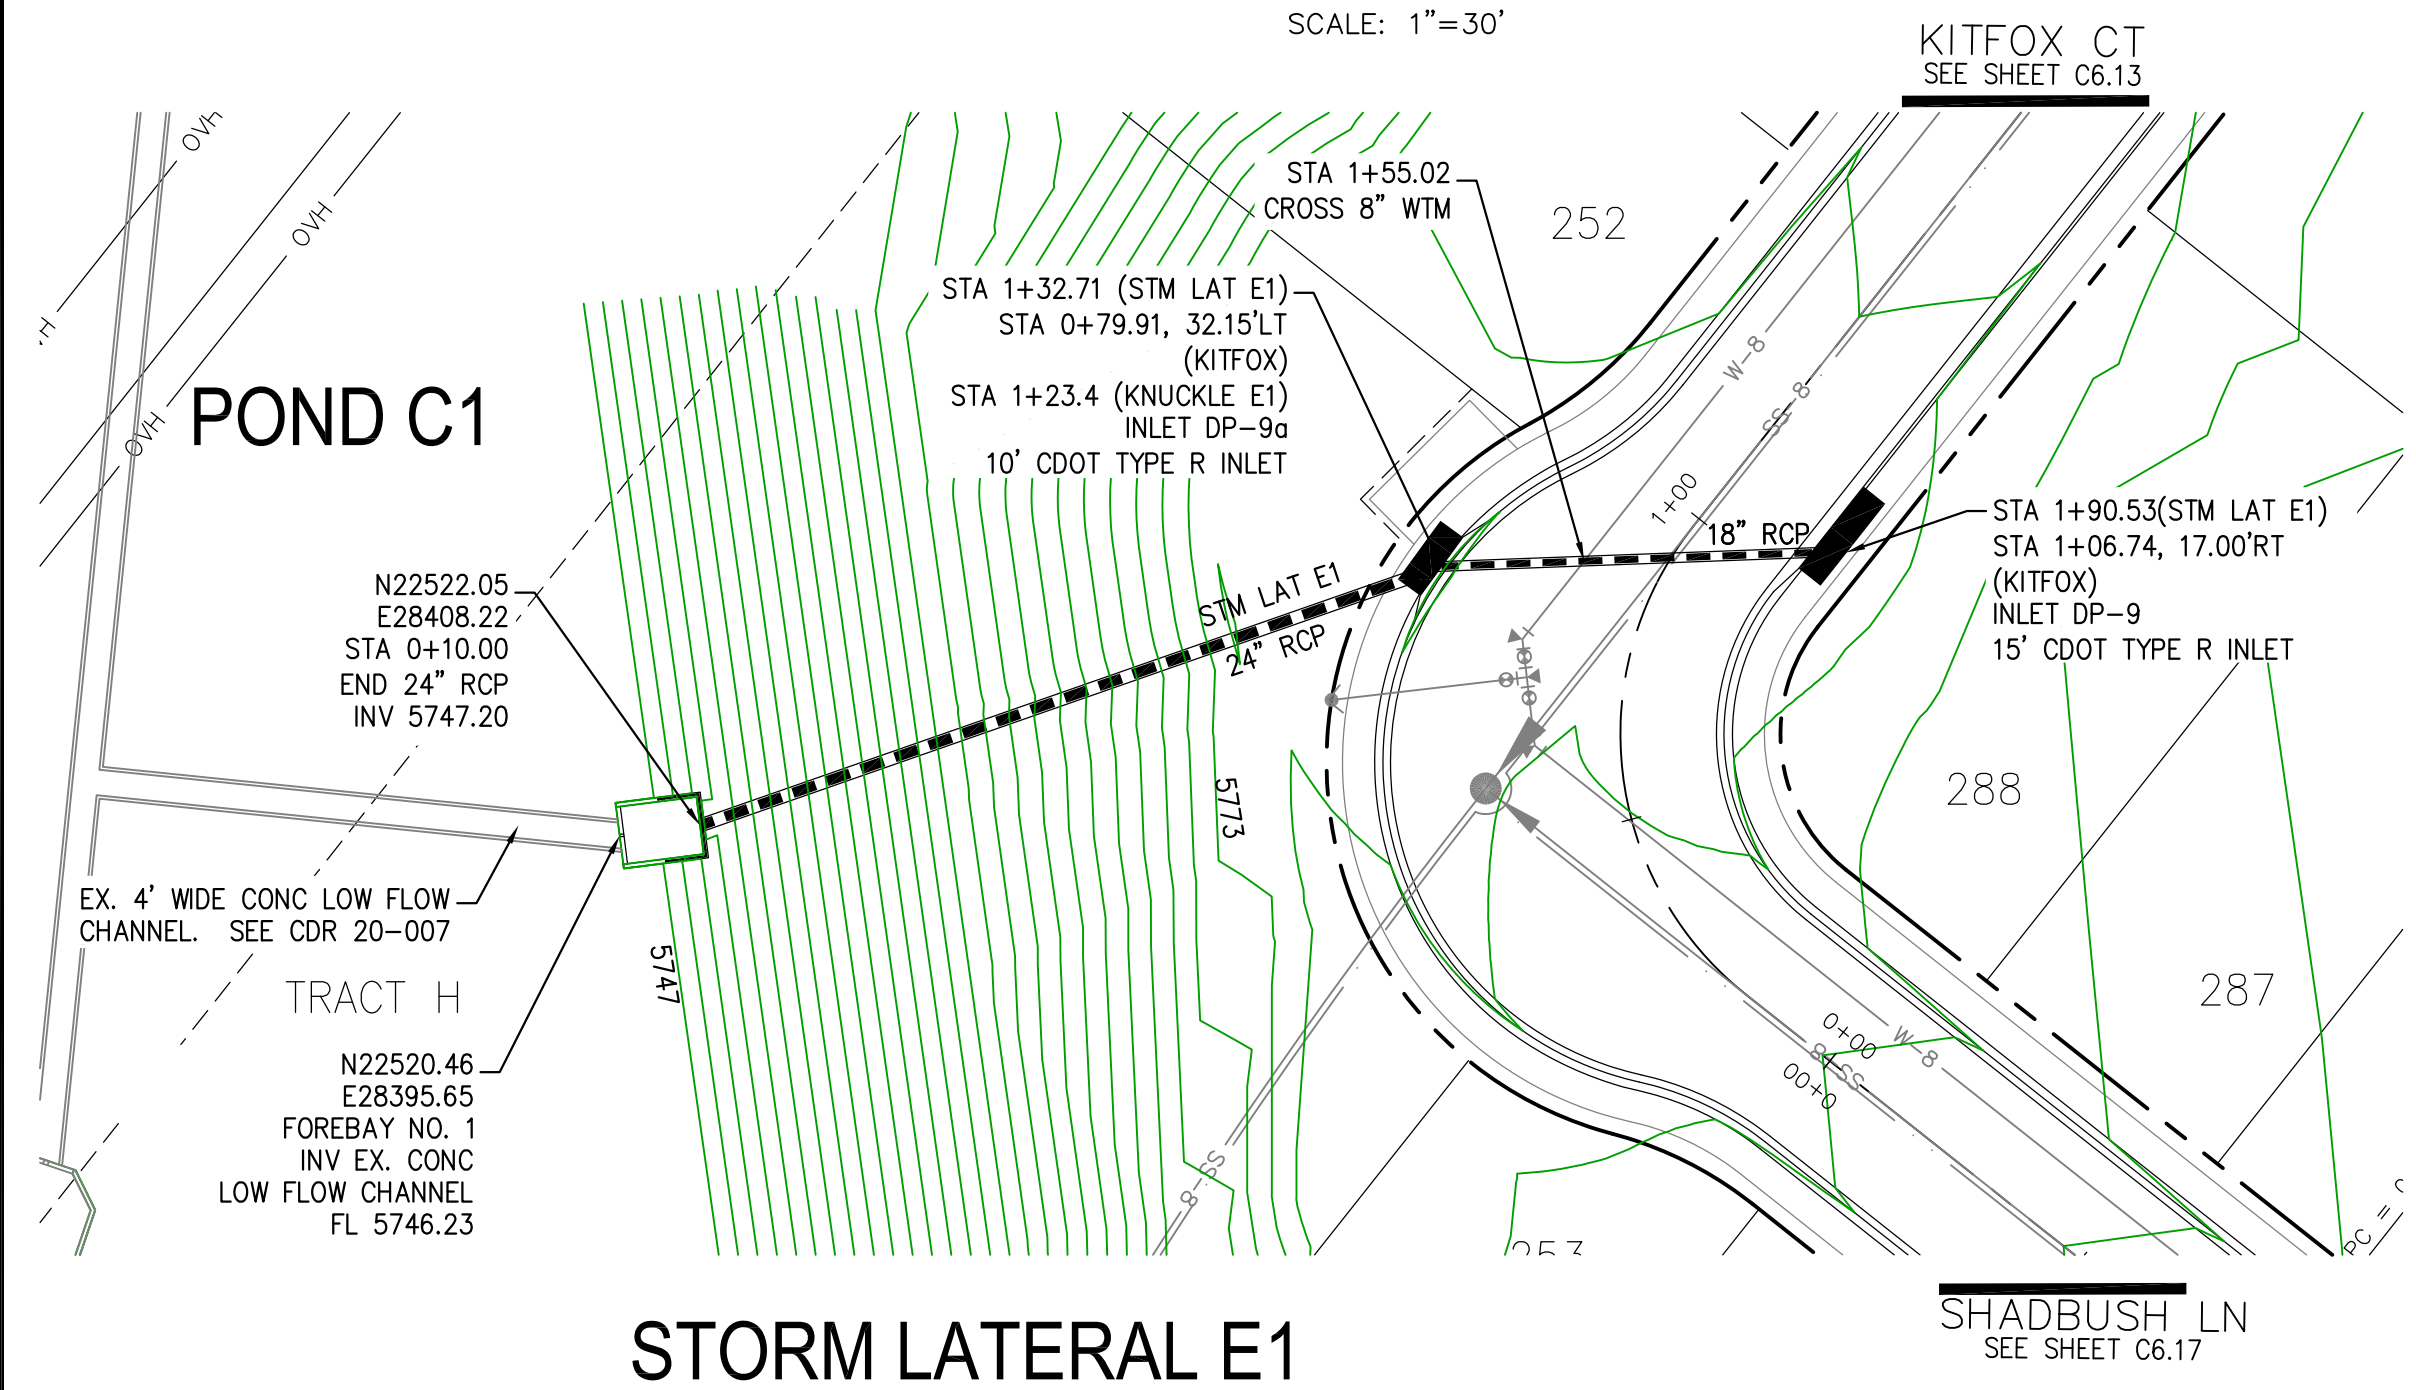 SCALE: 1"=30'
KITFOX CT
SEE SHEET C6.13
OVH
OVH
OVH
STA 1+55.02
CROSS 8" WTM
252
STA 1+32.71 (STM LAT E1)
STA 0+79.91, 32.15'LT
(KITFOX)
STA 1+23.4 (KNUCKLE E1)
INLET DP-9a
10' CDOT TYPE R INLET
W-8
SS-8
1+00
18" RCP
POND C1
STA 1+90.53(STM LAT E1)
STA 1+06.74, 17.00'RT
(KITFOX)
INLET DP-9
15' CDOT TYPE R INLET
N22522.05
E28408.22
STA 0+10.00
END 24" RCP
INV 5747.20
STM LAT E1
24" RCP
5773
288
EX. 4' WIDE CONC LOW FLOW
CHANNEL. SEE CDR 20-007
5747
TRACT H
287
0+00
W-8
8-SS
0+00
N22520.46
E28395.65
FOREBAY NO. 1
INV EX. CONC
LOW FLOW CHANNEL
FL 5746.23
8-SS
253
PC =
SHADBUSH LN
SEE SHEET C6.17
STORM LATERAL E1